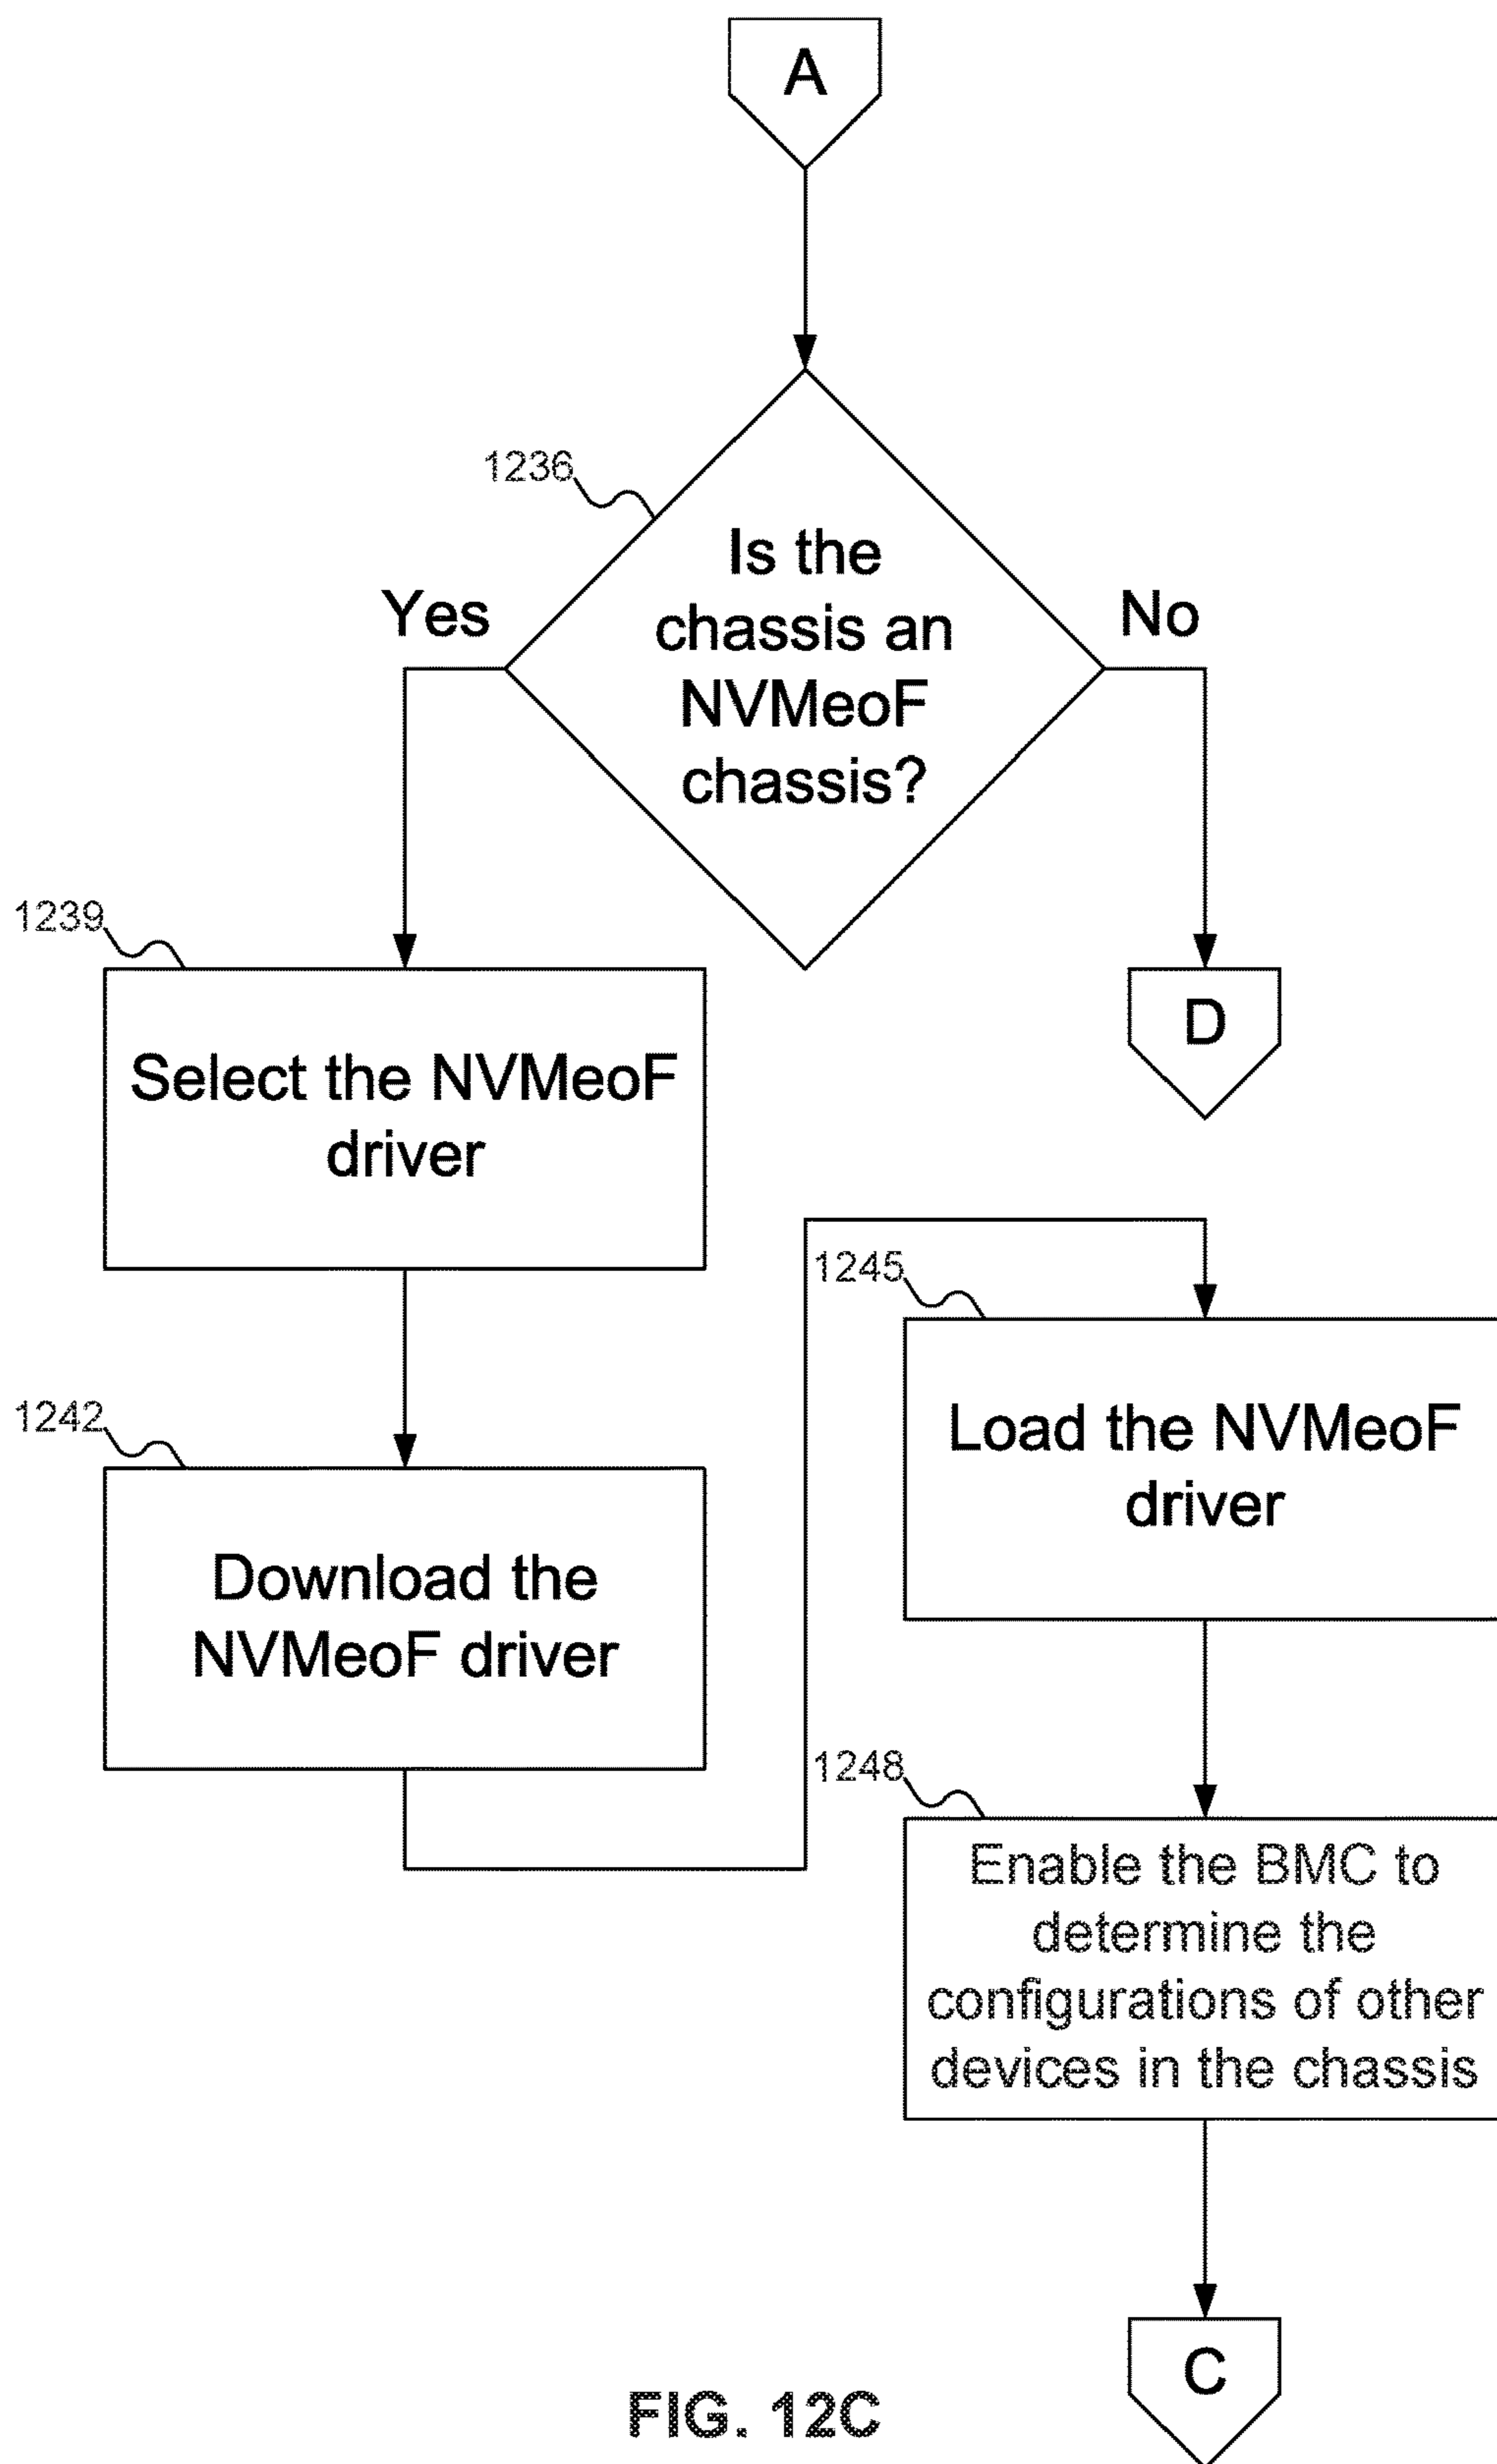 A
1236
Is the
chassis an
NVMeoF
chassis?
Yes
No
1239
Select the NVMeoF
driver
D
1242
Download the
NVMeoF driver
1245
Load the NVMeoF
driver
1248
Enable the BMC to
determine the
configurations of other
devices in the chassis
C
FIG. 12C